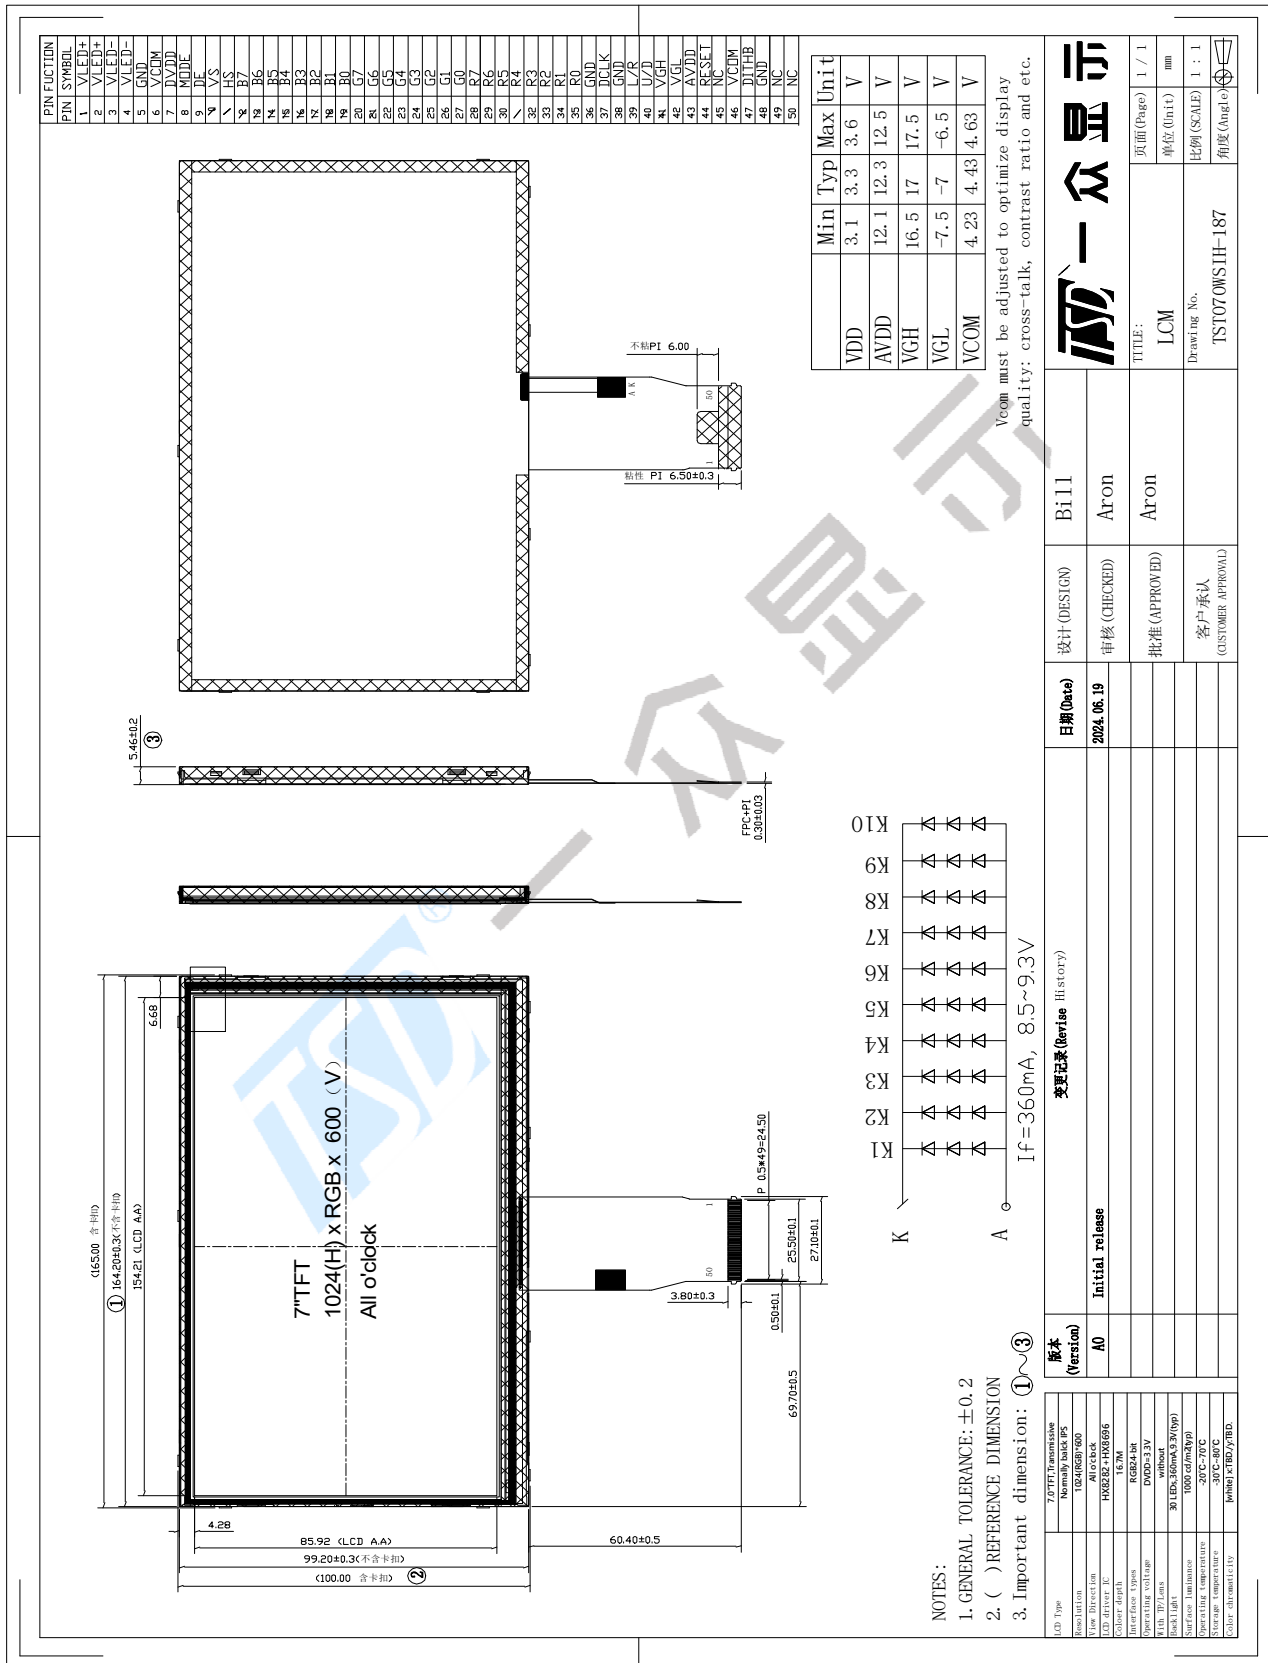 PIN FUCTION
PIN SYMBOL
1 VLED+
2 VLED+
3 VLED-
4 VLED-
5 GND
6 VCOM
7 DVDD
8 MODE
9 DE
VS
HS
B7
B6
B5
B4
B3
B2
B1
B0
20 G7
21 G6
22 G5
23 G4
24 G3
25 G2
26 G1
27 G0
28 R7
29 R6
30 R5
R4
32 R3
33 R2
34 R1
35 R0
36 GND
37 DCLK
38 GND
39 L/R
40 U/D
41 VGH
42 VGL
43 AVDD
44 RESET
45 NC
46 VCOM
47 DITHB
48 GND
49 NC
50 NC
Min Typ Max Unit
VDD 3.1 3.3 3.6 V
AVDD 12.1 12.3 12.5 V
VGH 16.5 17 17.5 V
VGL -7.5 -7 -6.5 V
VCOM 4.23 4.43 4.63 V
Vcom must be adjusted to optimize display
quality: cross-talk, contrast ratio and etc.
不粘PI 6.00
粘性 PI 6.50±0.3
A K
1
50
5.46±0.2
③
FPC+PI
0.30±0.03
(165.00 含卡扣)
① 164.20±0.3(不含卡扣)
154.21 (LCD A.A)
6.68
7"TFT
1024(H) x RGB x 600 (V)
All o'clock
4.28
85.92 (LCD A.A)
99.20±0.3(不含卡扣)
(100.00 含卡扣) ②
60.40±0.5
69.70±0.5
3.80±0.3
0.50±0.1
P 0.5*49=24.50
25.50±0.1
27.10±0.1
1
50
K1 K2 K3 K4 K5 K6 K7 K8 K9 K10
K
A
If=360mA, 8.5~9.3V
NOTES:
1. GENERAL TOLERANCE: ±0.2
2. ( ) REFERENCE DIMENSION
3. Important dimension: ①~③
LCD Type 7.0"TFT,Transmissive
Normally balck IPS
Resolution 1024(RGB)*600
View Direction All o'clock
LCD driver IC HX8282+HX8696
Coloer depth 16.7M
Interface types RGB24-bit
Operating voltage DVDD=3.3V
With TP/Lens without
Backlight 30 LEDs,360mA,9.3V(typ)
Surface luminance 1000 cd/m2(typ)
Operating temperature -20°C~70°C
Storage temperature -30°C~80°C
Color chromaticity (white) x:TBD./y:TBD.
版本
(Version)
变更记录(Revise History)
日期(Date)
A0 Initial release 2024.06.19
设计(DESIGN) Bill
审核(CHECKED) Aron
批准(APPROVED) Aron
客户承认
(CUSTOMER APPROVAL)
TSD 一众显示
TITLE:
LCM
Drawing No.
TST070WSIH-187
页面(Page) 1 / 1
单位(Unit) mm
比例(SCALE) 1 : 1
角度(Angle)
TSD® 一众显示